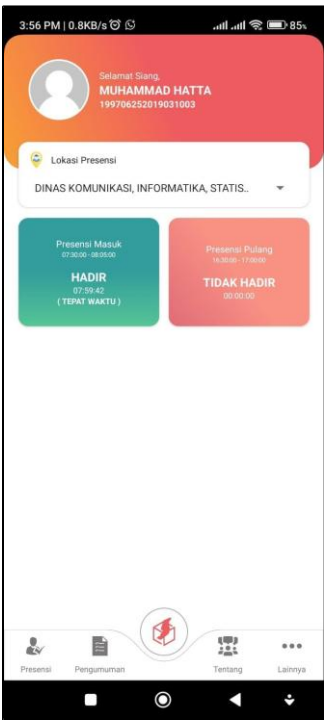 3:56 PM | 0.8KB/s
85%
Selamat Siang,
MUHAMMAD HATTA
199706252019031003
Lokasi Presensi
DINAS KOMUNIKASI, INFORMATIKA, STATIS..
Presensi Masuk
07:30:00 - 08:05:00
HADIR
07:59:42
( TEPAT WAKTU )
Presensi Pulang
16:30:00 - 17:00:00
TIDAK HADIR
00:00:00
Presensi
Pengumuman
Tentang
Lainnya